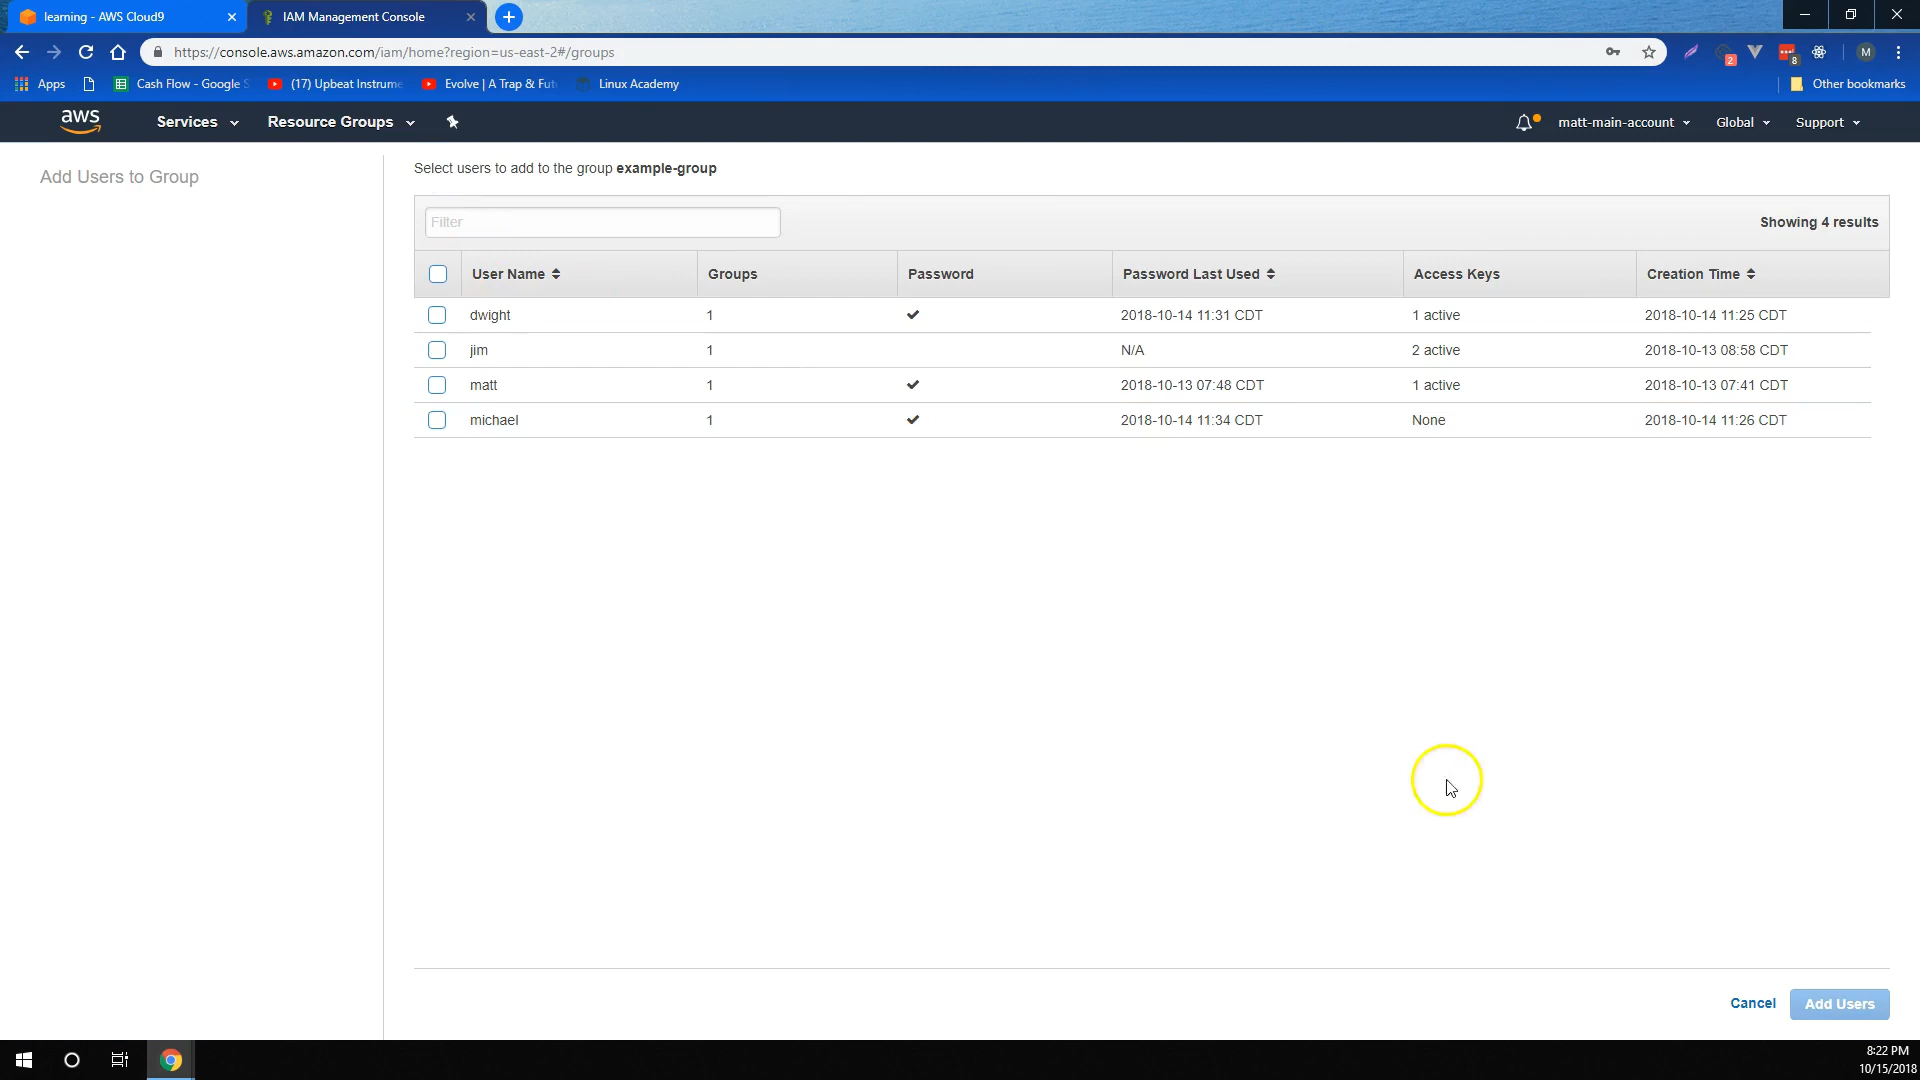 learning - AWS Cloud9
IAM Management Console
https://console.aws.amazon.com/iam/home?region=us-east-2#/groups
2
8
M
Apps
Cash Flow - Google S
(17) Upbeat Instrume
Evolve | A Trap & Fut
Linux Academy
Other bookmarks
aws
Services
Resource Groups
matt-main-account
Global
Support
Add Users to Group
Select users to add to the group example-group
Filter
Showing 4 results
User Name Groups Password Password Last Used Access Keys Creation Time
dwight 1 ✔ 2018-10-14 11:31 CDT 1 active 2018-10-14 11:25 CDT
jim 1 N/A 2 active 2018-10-13 08:58 CDT
matt 1 ✔ 2018-10-13 07:48 CDT 1 active 2018-10-13 07:41 CDT
michael 1 ✔ 2018-10-14 11:34 CDT None 2018-10-14 11:26 CDT
Cancel
Add Users
8:22 PM
10/15/2018